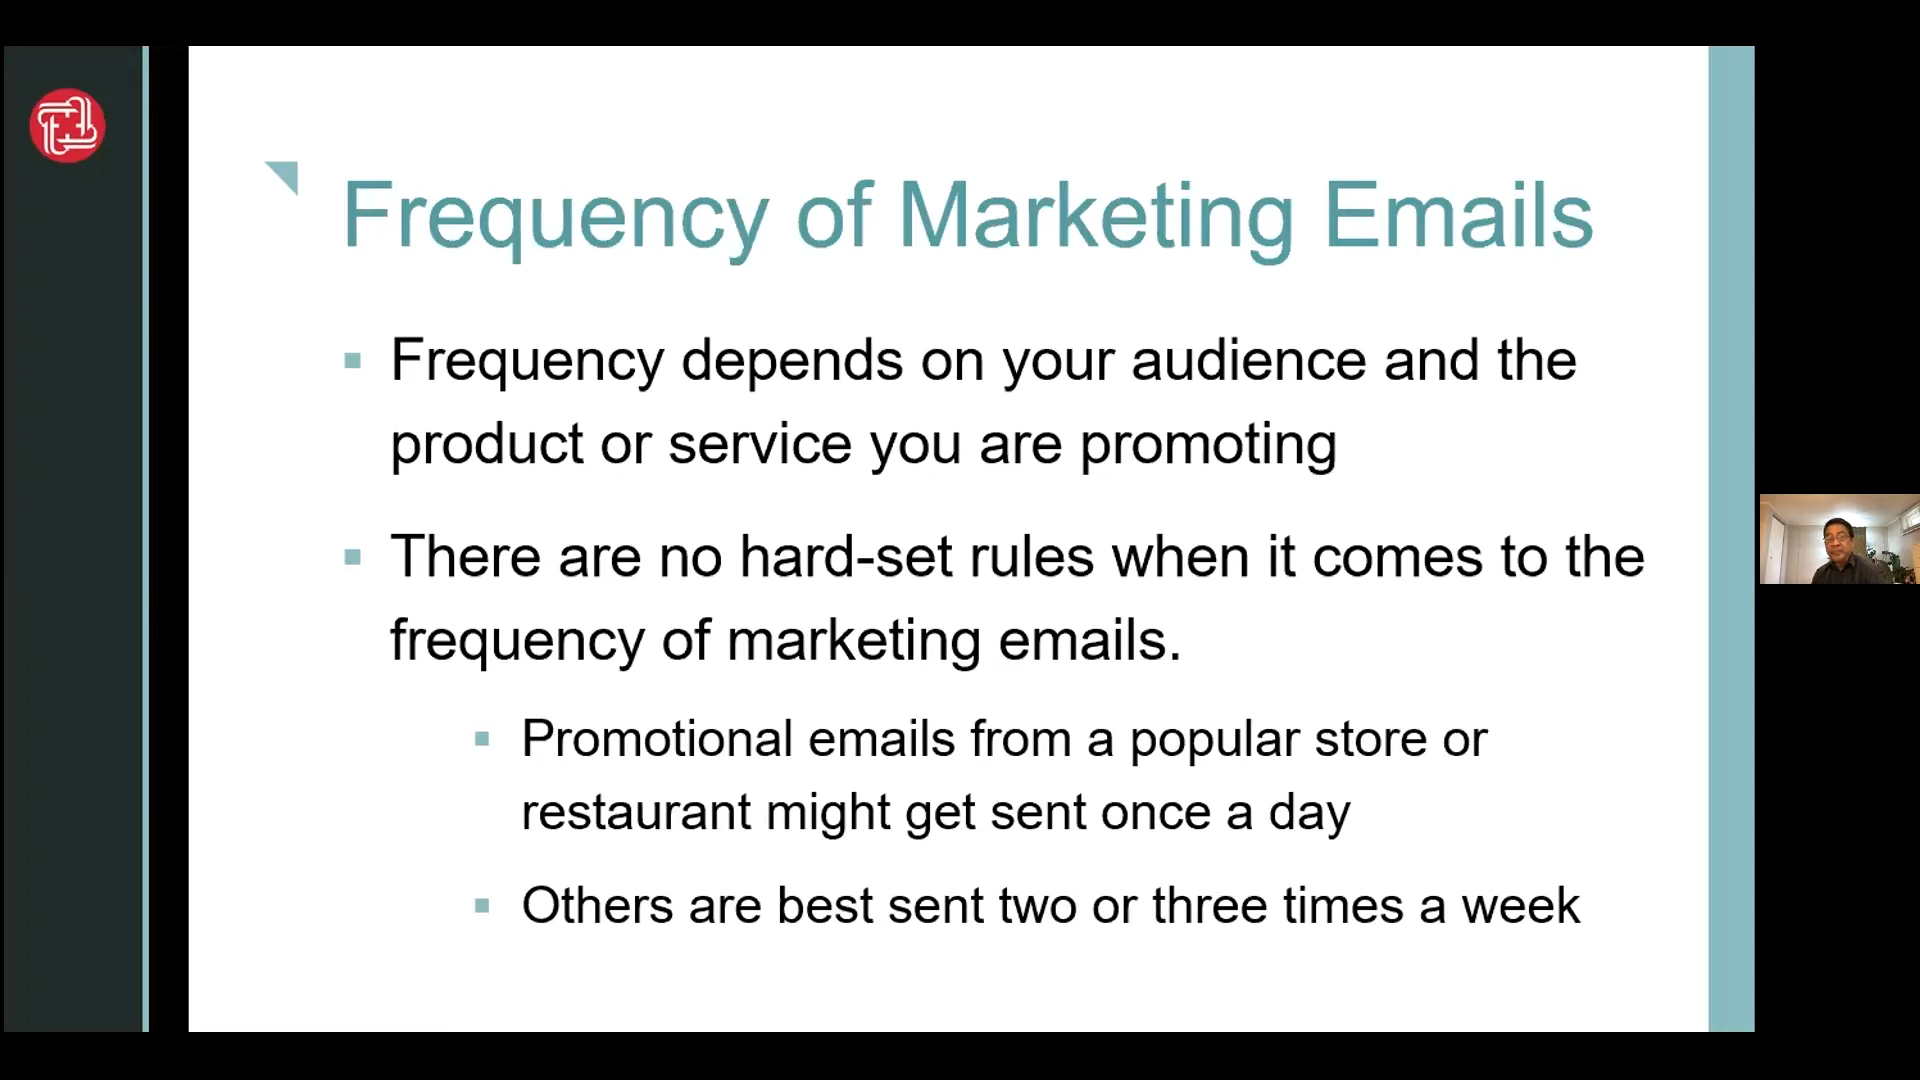 Frequency of Marketing Emails
Frequency depends on your audience and the
product or service you are promoting
There are no hard-set rules when it comes to the
frequency of marketing emails.
Promotional emails from a popular store or
restaurant might get sent once a day
Others are best sent two or three times a week